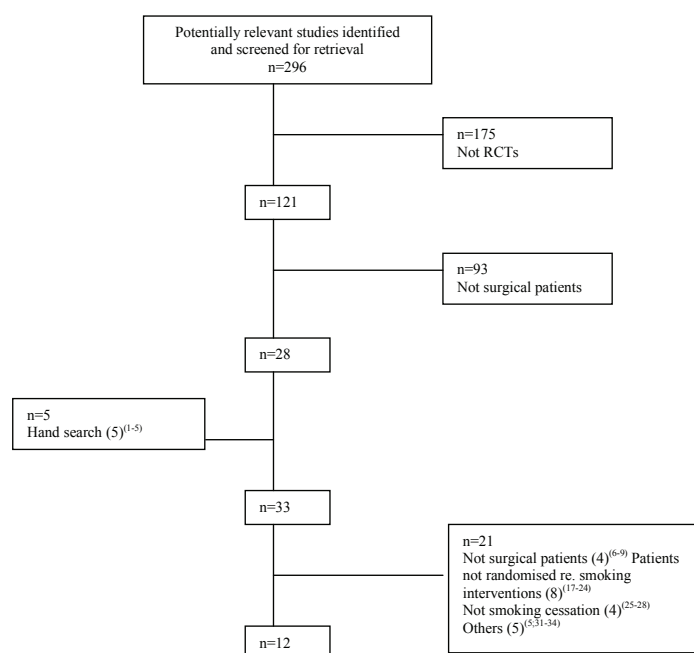 Potentially relevant studies identified
and screened for retrieval
n=296
n=175
Not RCTs
n=121
n=93
Not surgical patients
n=28
n=5
Hand search (5)(1-5)
n=33
n=21
Not surgical patients (4)(6-9) Patients
not randomised re. smoking
interventions (8)(17-24)
Not smoking cessation (4)(25-28)
Others (5)(5;31-34)
n=12